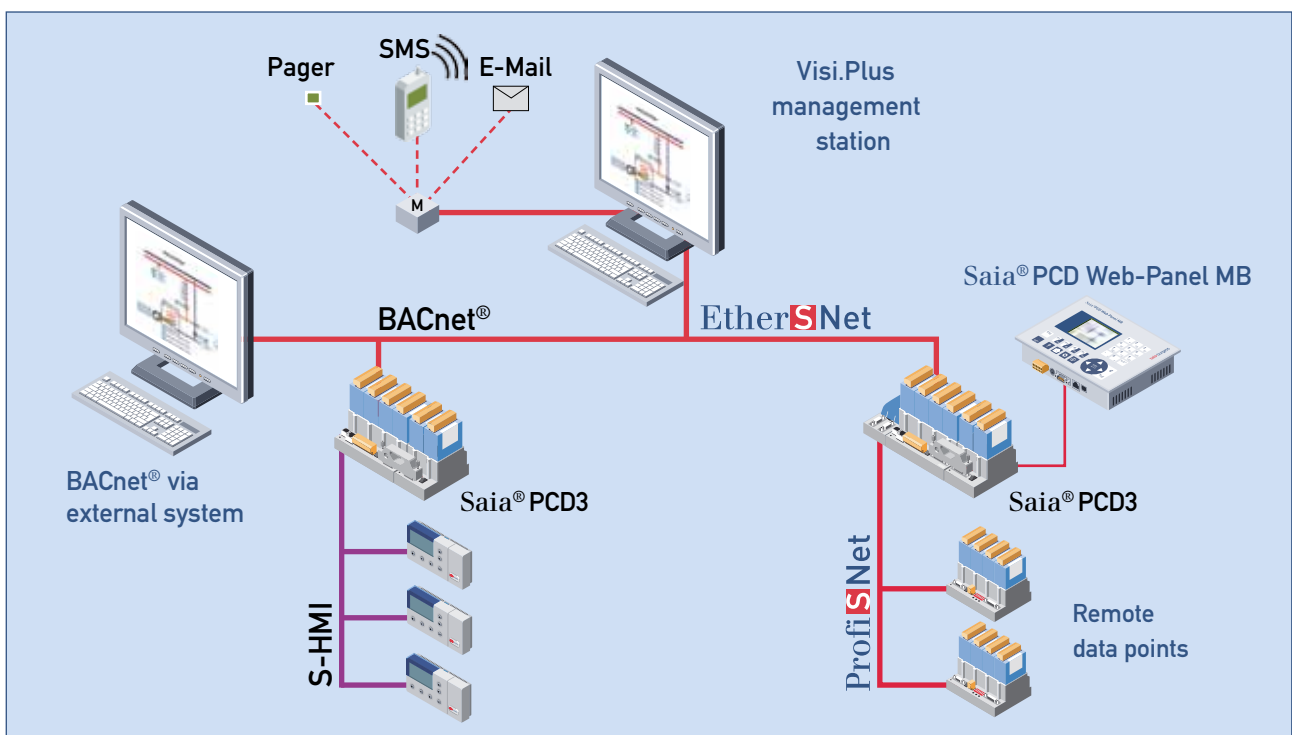 SMS
Pager
E-Mail
Visi.Plus
management
station
M
Saia® PCD Web-Panel MB
BACnet®
EtherSNet
BACnet® via
external system
Saia® PCD3
Saia® PCD3
S-HMI
ProfiSNet
Remote
data points